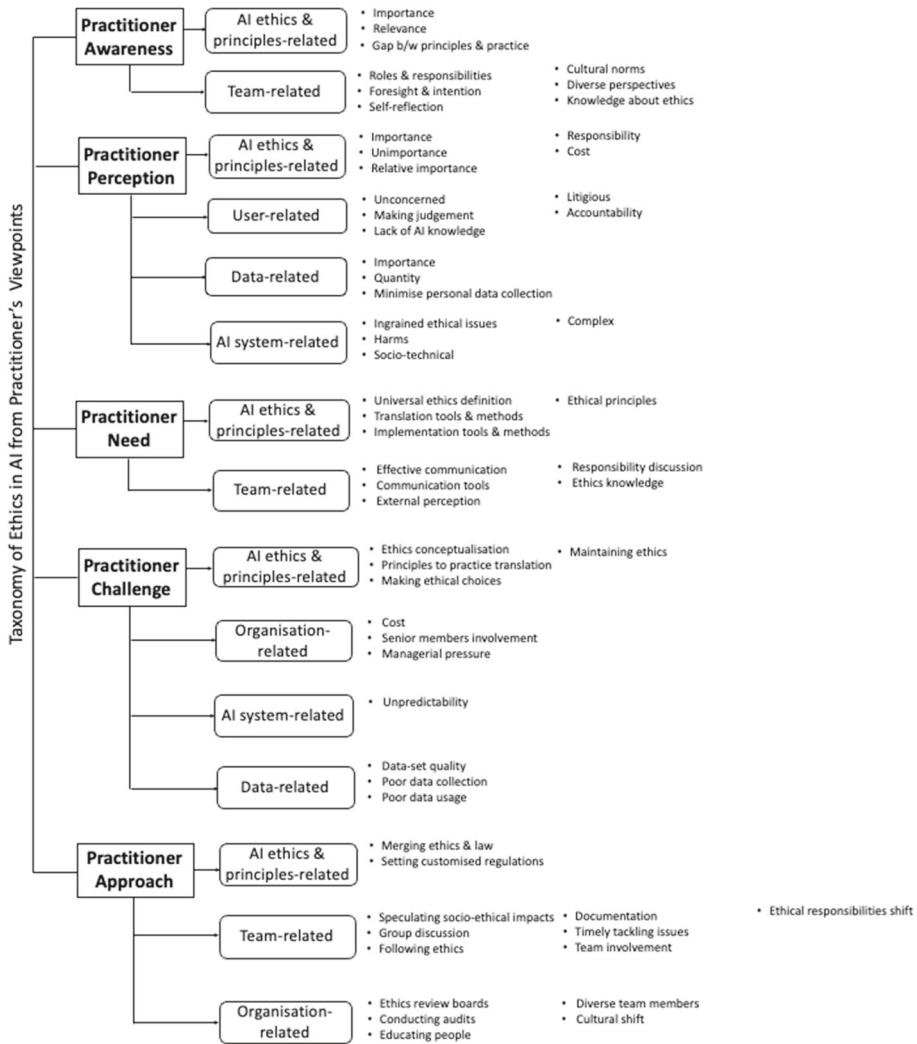 Taxonomy of Ethics in AI from Practitioner's Viewpoints
Practitioner
Awareness
AI ethics &
principles-related
• Importance
• Relevance
• Gap b/w principles & practice
Team-related
• Roles & responsibilities
• Foresight & intention
• Self-reflection
• Cultural norms
• Diverse perspectives
• Knowledge about ethics
Practitioner
Perception
AI ethics &
principles-related
• Importance
• Unimportance
• Relative importance
• Responsibility
• Cost
User-related
• Unconcerned
• Making judgement
• Lack of AI knowledge
• Litigious
• Accountability
Data-related
• Importance
• Quantity
• Minimise personal data collection
AI system-related
• Ingrained ethical issues
• Harms
• Socio-technical
• Complex
Practitioner
Need
AI ethics &
principles-related
• Universal ethics definition
• Translation tools & methods
• Implementation tools & methods
• Ethical principles
Team-related
• Effective communication
• Communication tools
• External perception
• Responsibility discussion
• Ethics knowledge
Practitioner
Challenge
AI ethics &
principles-related
• Ethics conceptualisation
• Principles to practice translation
• Making ethical choices
• Maintaining ethics
Organisation-
related
• Cost
• Senior members involvement
• Managerial pressure
AI system-related
• Unpredictability
Data-related
• Data-set quality
• Poor data collection
• Poor data usage
Practitioner
Approach
AI ethics &
principles-related
• Merging ethics & law
• Setting customised regulations
Team-related
• Speculating socio-ethical impacts
• Group discussion
• Following ethics
• Documentation
• Timely tackling issues
• Team involvement
• Ethical responsibilities shift
Organisation-
related
• Ethics review boards
• Conducting audits
• Educating people
• Diverse team members
• Cultural shift